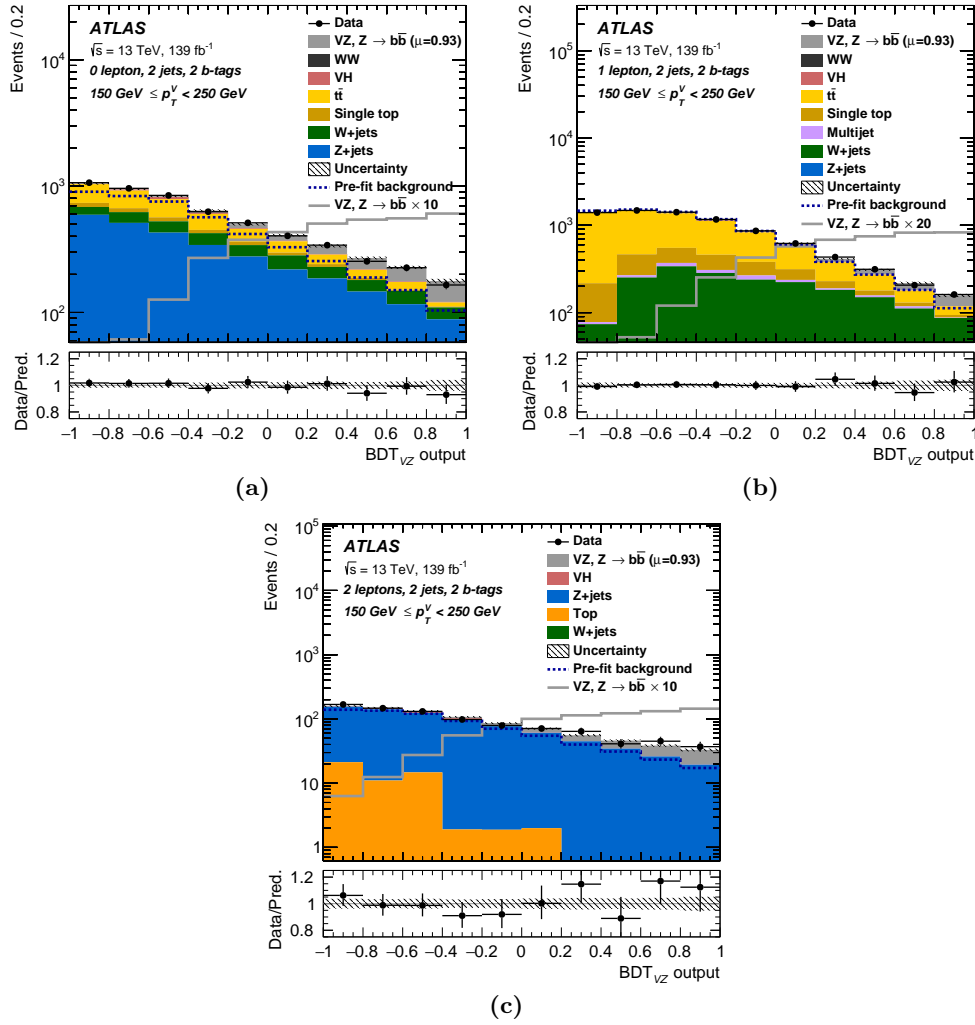 Events / 0.2
10⁴
10³
10²
ATLAS
√s = 13 TeV, 139 fb⁻¹
0 lepton, 2 jets, 2 b-tags
150 GeV ≤ p_T^V < 250 GeV
Data
VZ, Z → bb̅ (μ=0.93)
WW
VH
tt̅
Single top
W+jets
Z+jets
Uncertainty
Pre-fit background
VZ, Z → bb̅ × 10
Data/Pred.
1.2
1
0.8
−1 −0.8 −0.6 −0.4 −0.2 0 0.2 0.4 0.6 0.8 1
BDT_VZ output
(a)
Events / 0.2
10⁵
10⁴
10³
10²
ATLAS
√s = 13 TeV, 139 fb⁻¹
1 lepton, 2 jets, 2 b-tags
150 GeV ≤ p_T^V < 250 GeV
Data
VZ, Z → bb̅ (μ=0.93)
WW
VH
tt̅
Single top
Multijet
W+jets
Z+jets
Uncertainty
Pre-fit background
VZ, Z → bb̅ × 20
Data/Pred.
1.2
1
0.8
−1 −0.8 −0.6 −0.4 −0.2 0 0.2 0.4 0.6 0.8 1
BDT_VZ output
(b)
Events / 0.2
10⁵
10⁴
10³
10²
10
1
ATLAS
√s = 13 TeV, 139 fb⁻¹
2 leptons, 2 jets, 2 b-tags
150 GeV ≤ p_T^V < 250 GeV
Data
VZ, Z → bb̅ (μ=0.93)
VH
Z+jets
Top
W+jets
Uncertainty
Pre-fit background
VZ, Z → bb̅ × 10
Data/Pred.
1.2
1
0.8
−1 −0.8 −0.6 −0.4 −0.2 0 0.2 0.4 0.6 0.8 1
BDT_VZ output
(c)